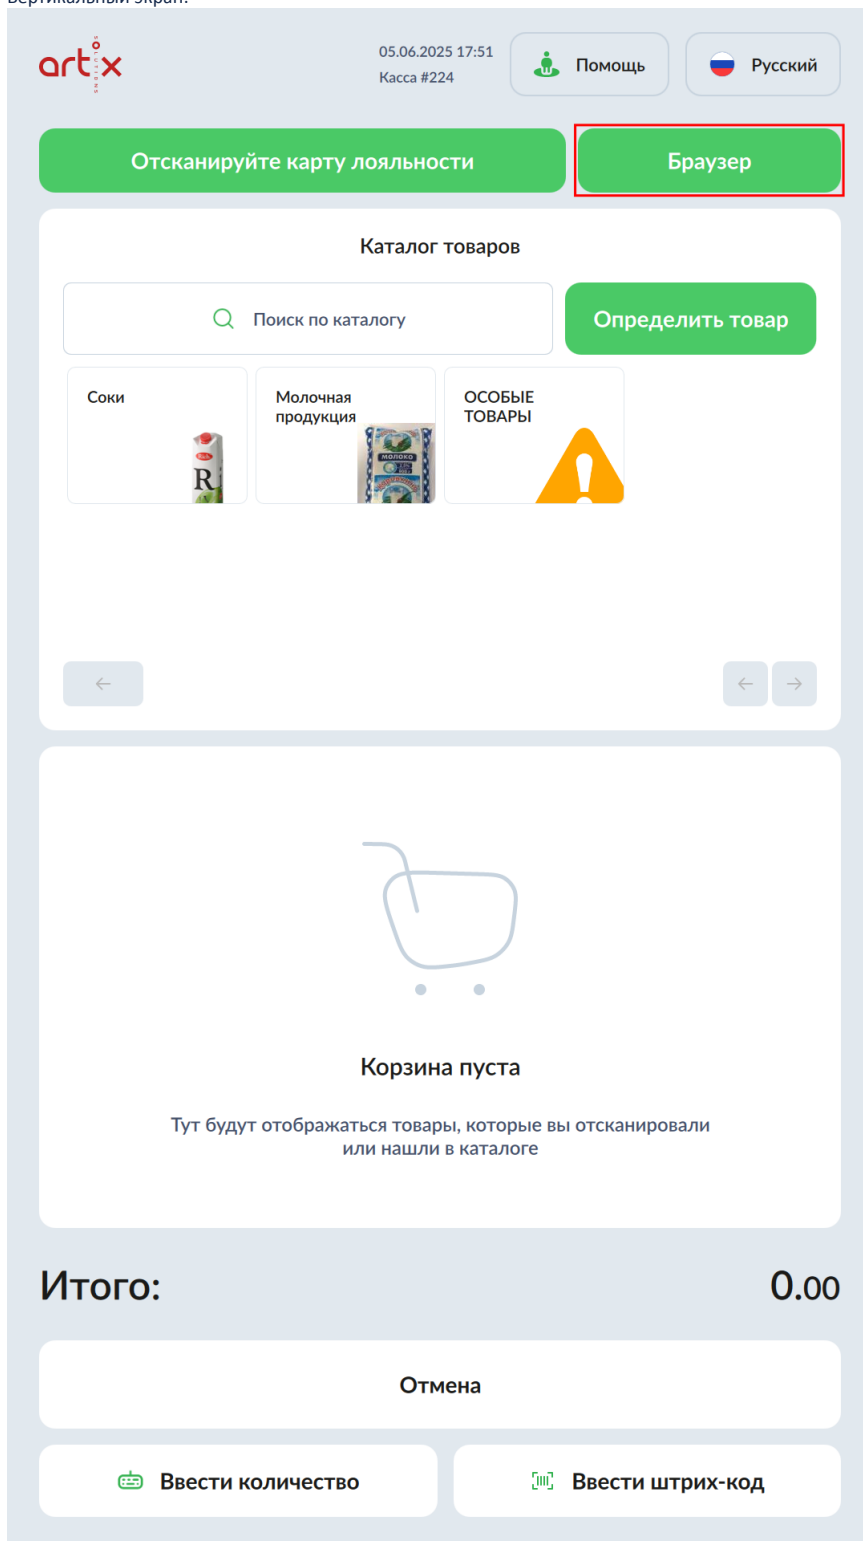 Вертикальный экран:
artix
SOLUTIONS
05.06.2025 17:51
Касса #224
Помощь
Русский
Отсканируйте карту лояльности
Браузер
Каталог товаров
Поиск по каталогу
Определить товар
Соки
Молочная
продукция
ОСОБЫЕ
ТОВАРЫ
R
МОЛОКО
Корзина пуста
Тут будут отображаться товары, которые вы отсканировали
или нашли в каталоге
Итого:
0.00
Отмена
Ввести количество
Ввести штрих-код